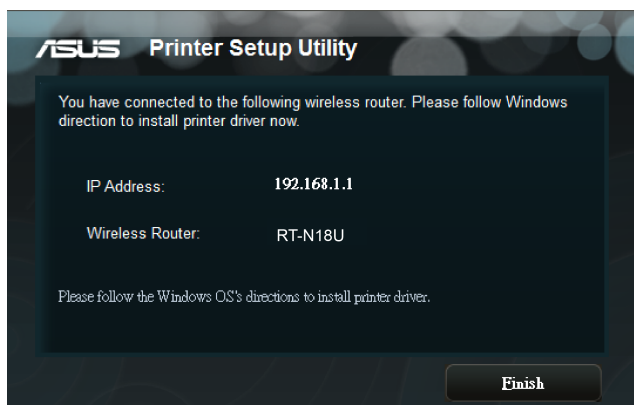 ASUS Printer Setup Utility
You have connected to the following wireless router. Please follow Windows
direction to install printer driver now.
IP Address: 192.168.1.1
Wireless Router: RT-N18U
Please follow the Windows OS's directions to install printer driver.
Finish